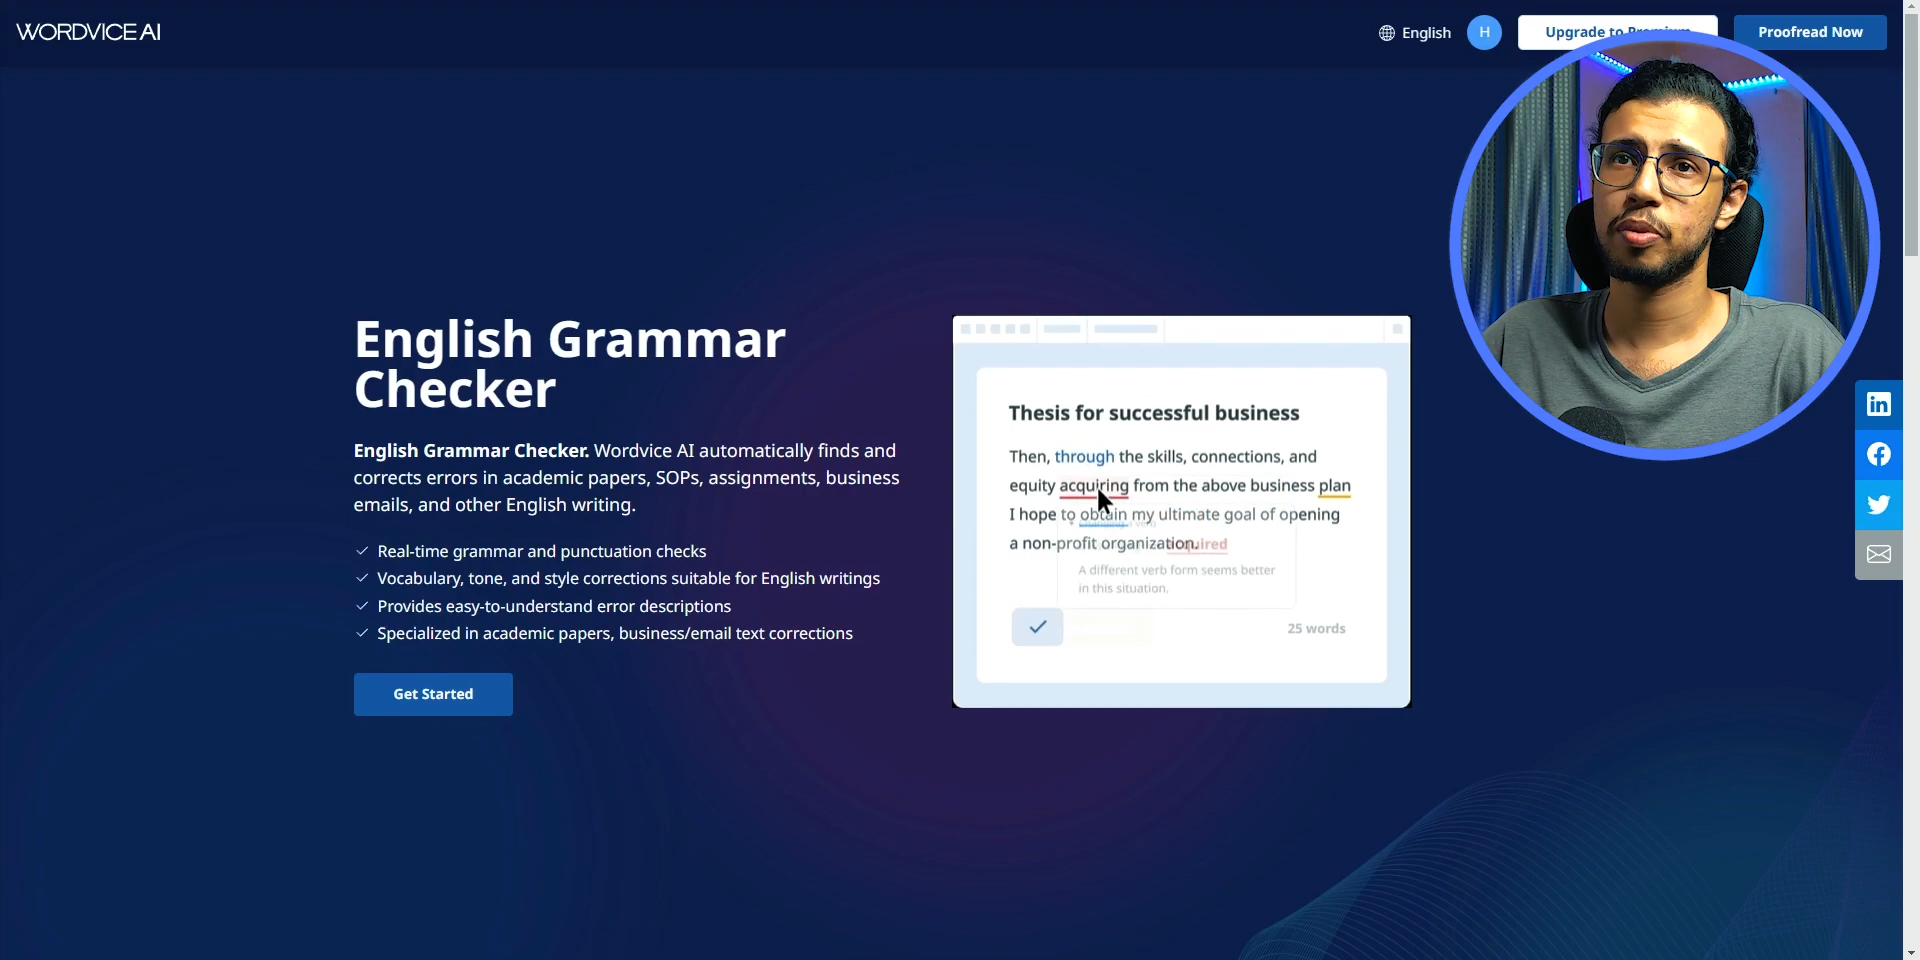 WORDVICE AI
English
H
Upgrade to Premium
Proofread Now
English Grammar
Checker
English Grammar Checker. Wordvice AI automatically finds and
corrects errors in academic papers, SOPs, assignments, business
emails, and other English writing.
Real-time grammar and punctuation checks
Vocabulary, tone, and style corrections suitable for English writings
Provides easy-to-understand error descriptions
Specialized in academic papers, business/email text corrections
Get Started
Thesis for successful business
Then, through the skills, connections, and
equity acquiring from the above business plan
I hope to obtain my ultimate goal of opening
a non-profit organization.
A different verb form seems better
in this situation.
25 words